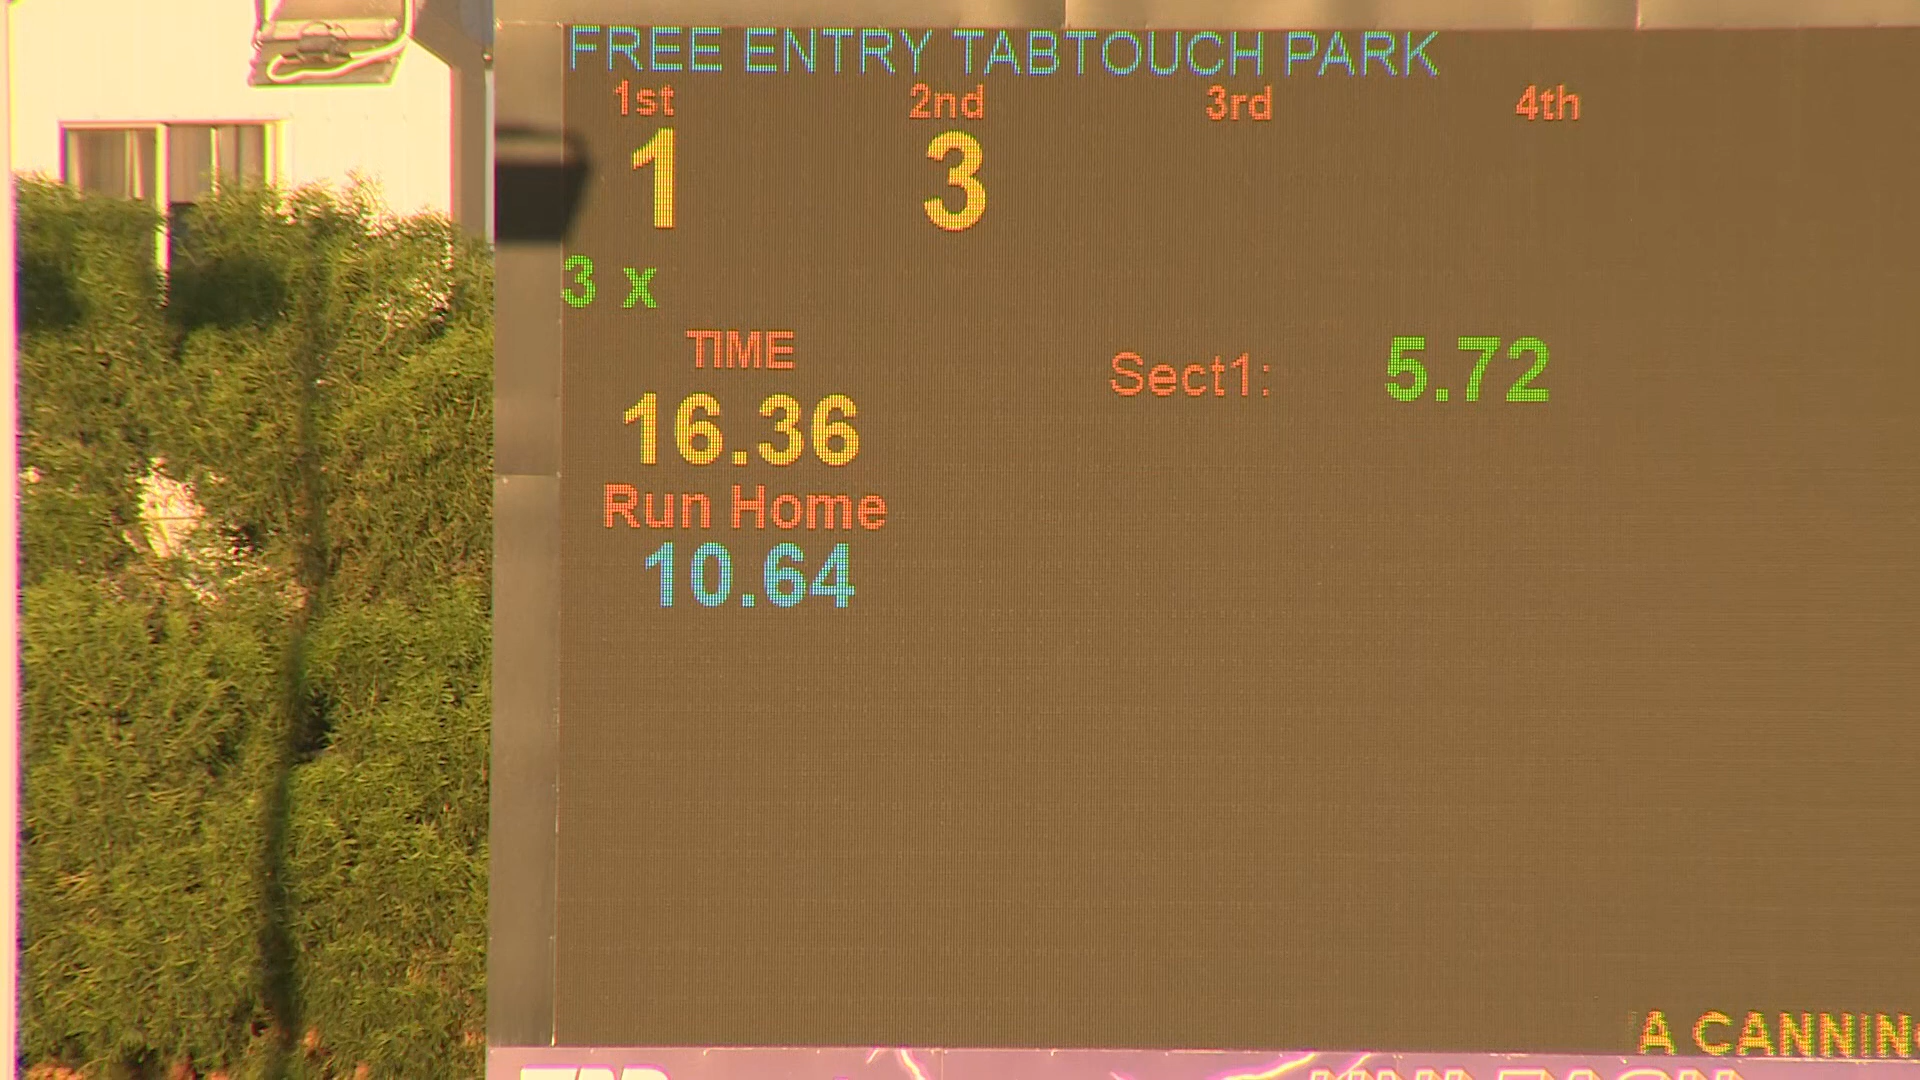 FREE ENTRY TABTOUCH PARK
1st 2nd 3rd 4th
1 3
3 x
TIME
16.36
Sect1: 5.72
Run Home
10.64
A CANNIN